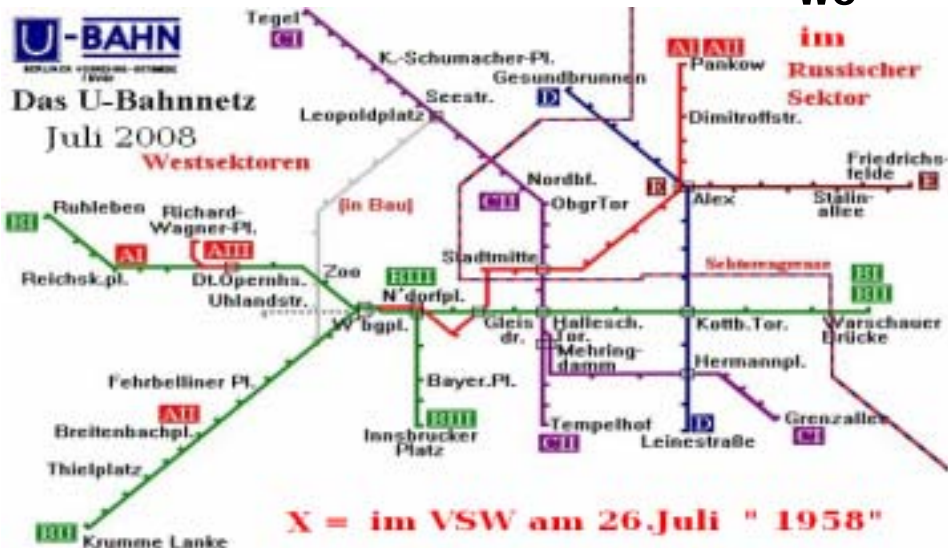 U-BAHN
Das U-Bahnnetz
Juli 2008
Westsektoren
im
Russischer
Sektor
Tegel
CI
K.-Schumacher-Pl.
Seestr.
Leopoldplatz
Gesundbrunnen
D
AI AII
Pankow
Dimitroffstr.
Friedrichs-
felde
E
E
Alex
Stalin-
allee
Nordbf.
CII
ObgrTor
[in Bau]
Stadtmitte
Sektorengrenze
BI
Ruhleben
Richard-
Wagner-Pl.
AI
AIII
Reichsk.pl.
Dt.Opernhs.
Zoo
Uhlandstr.
BIII
N'dorfpl.
W'bgpl.
Gleis
dr.
Hallesch.
Tor.
Mehring-
damm
Kottb.Tor.
BI
BII
Warschauer
Brücke
Hermannpl.
Fehrbelliner Pl.
Bayer.Pl.
AII
Breitenbachpl.
BIII
Innsbrucker
Platz
Tempelhof
CII
D
Leinestraße
Grenzallee
CI
Thielplatz
BII
Krumme Lanke
X = im VSW am 26.Juli " 1958"